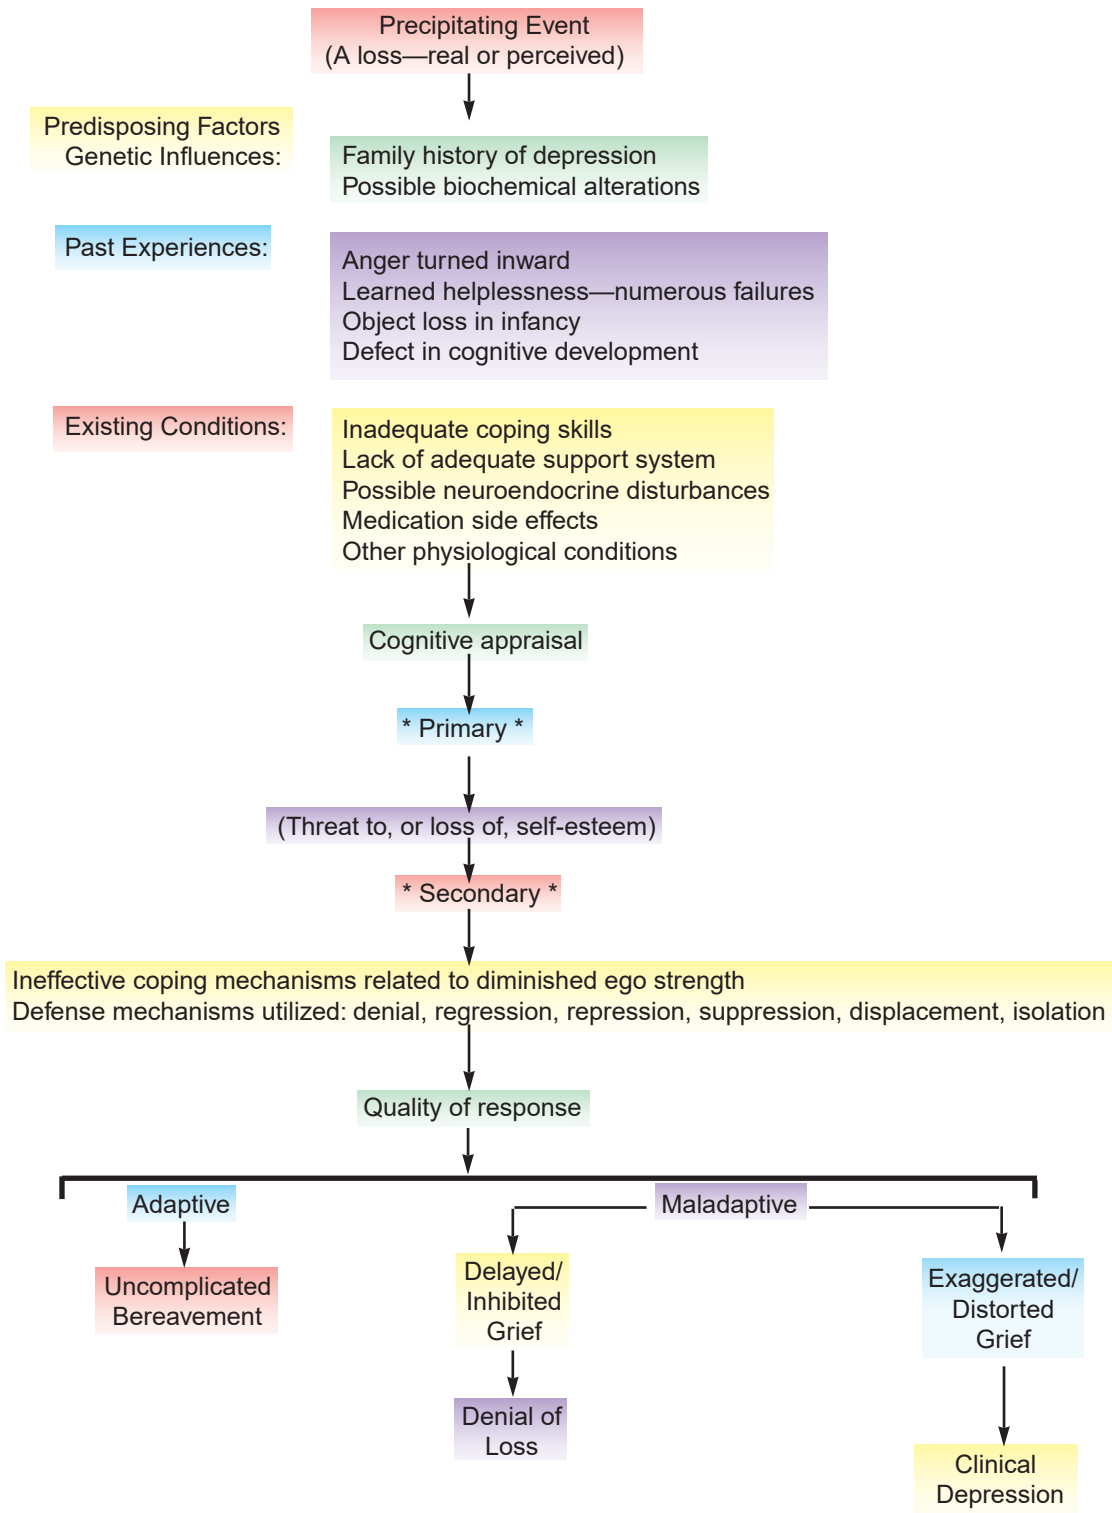 Precipitating Event
(A loss—real or perceived)
Predisposing Factors
Genetic Influences:
Family history of depression
Possible biochemical alterations
Past Experiences:
Anger turned inward
Learned helplessness—numerous failures
Object loss in infancy
Defect in cognitive development
Existing Conditions:
Inadequate coping skills
Lack of adequate support system
Possible neuroendocrine disturbances
Medication side effects
Other physiological conditions
Cognitive appraisal
* Primary *
(Threat to, or loss of, self-esteem)
* Secondary *
Ineffective coping mechanisms related to diminished ego strength
Defense mechanisms utilized: denial, regression, repression, suppression, displacement, isolation
Quality of response
Adaptive
Maladaptive
Uncomplicated
Bereavement
Delayed/
Inhibited
Grief
Exaggerated/
Distorted
Grief
Denial of
Loss
Clinical
Depression